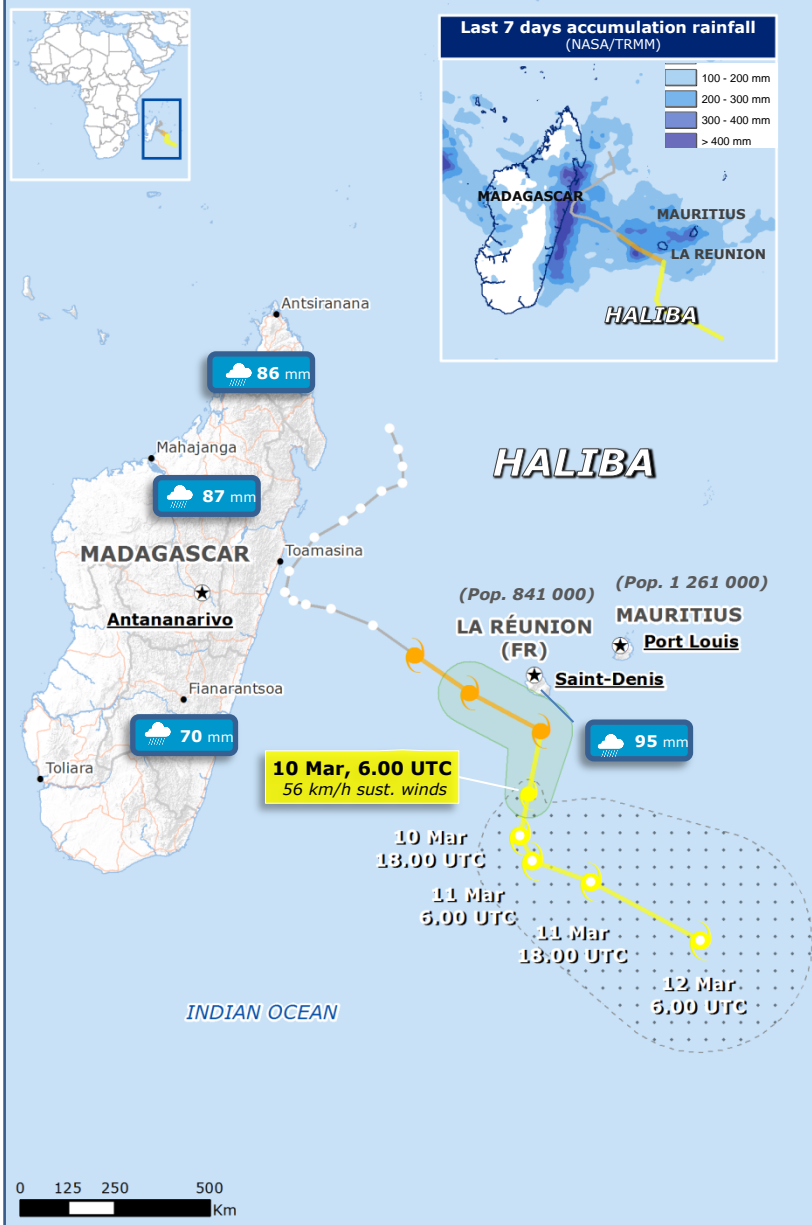 Last 7 days accumulation rainfall
(NASA/TRMM)
100 - 200 mm
200 - 300 mm
300 - 400 mm
> 400 mm
MADAGASCAR
MAURITIUS
LA REUNION
HALIBA
Antsiranana
86 mm
Mahajanga
HALIBA
87 mm
MADAGASCAR
Toamasina
Antananarivo
(Pop. 841 000)
(Pop. 1 261 000)
LA RÉUNION
(FR)
MAURITIUS
Port Louis
Saint-Denis
Fianarantsoa
70 mm
95 mm
Toliara
10 Mar, 6.00 UTC
56 km/h sust. winds
10 Mar
18.00 UTC
11 Mar
6.00 UTC
11 Mar
18.00 UTC
12 Mar
6.00 UTC
INDIAN OCEAN
0 125 250 500
Km